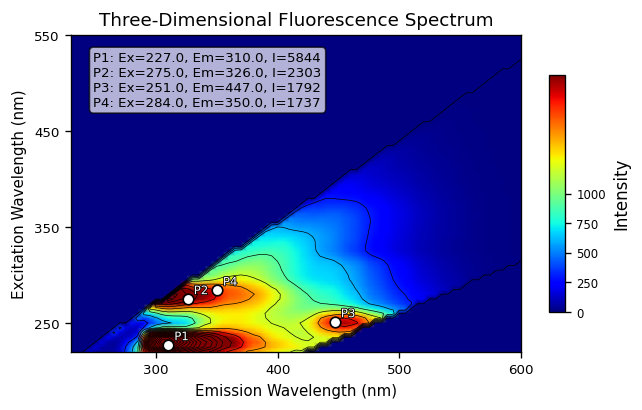 Three-Dimensional Fluorescence Spectrum
P1: Ex=227.0, Em=310.0, I=5844
P2: Ex=275.0, Em=326.0, I=2303
P3: Ex=251.0, Em=447.0, I=1792
P4: Ex=284.0, Em=350.0, I=1737
Excitation Wavelength (nm)
550
450
350
250
P4
P2
P3
P1
300
400
500
600
Emission Wavelength (nm)
1000
750
500
250
0
Intensity